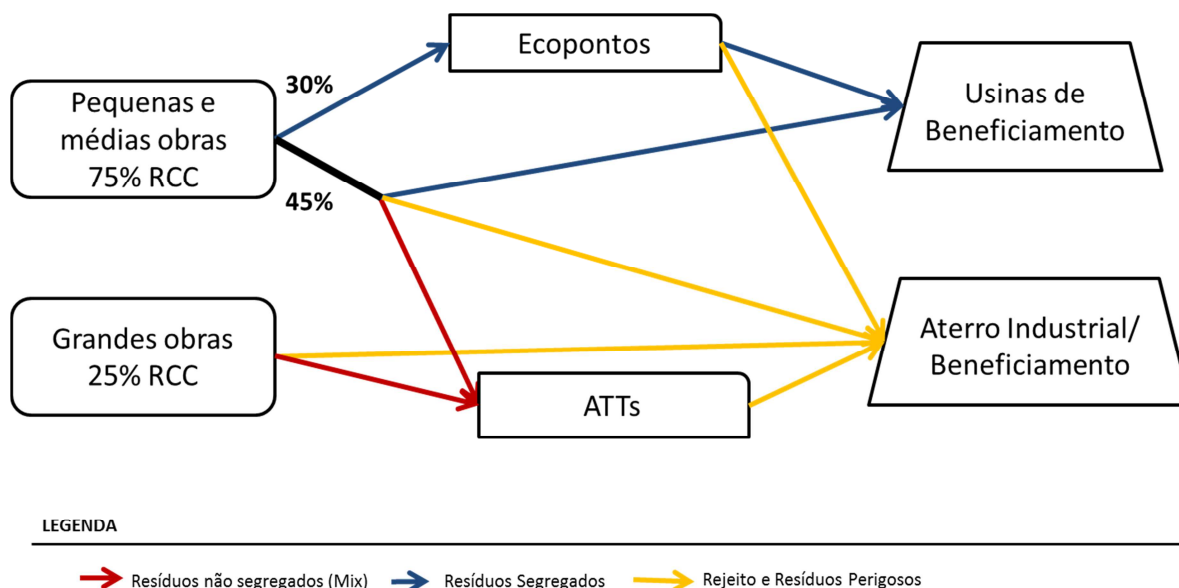 Ecopontos
30%
Pequenas e
médias obras
75% RCC
Usinas de
Beneficiamento
45%
Grandes obras
25% RCC
Aterro Industrial/
Beneficiamento
ATTs
LEGENDA
Resíduos não segregados (Mix)
Resíduos Segregados
Rejeito e Resíduos Perigosos